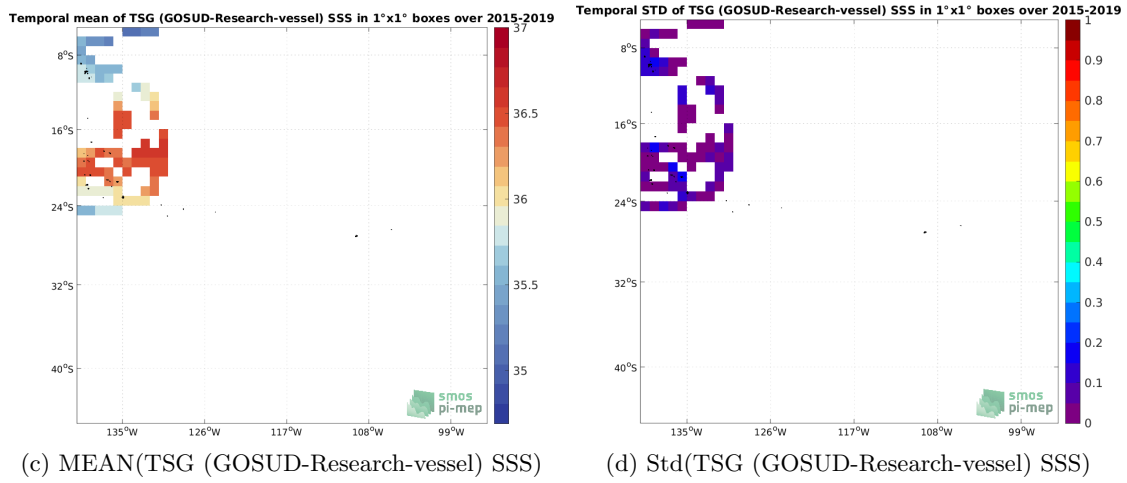 Temporal mean of TSG (GOSUD-Research-vessel) SSS in 1°x1° boxes over 2015-2019
8°S
16°S
24°S
32°S
40°S
135°W
126°W
117°W
108°W
99°W
37
36.5
36
35.5
35
smos
pi-mep
(c) MEAN(TSG (GOSUD-Research-vessel) SSS)
Temporal STD of TSG (GOSUD-Research-vessel) SSS in 1°x1° boxes over 2015-2019
8°S
16°S
24°S
32°S
40°S
135°W
126°W
117°W
108°W
99°W
1
0.9
0.8
0.7
0.6
0.5
0.4
0.3
0.2
0.1
0
smos
pi-mep
(d) Std(TSG (GOSUD-Research-vessel) SSS)